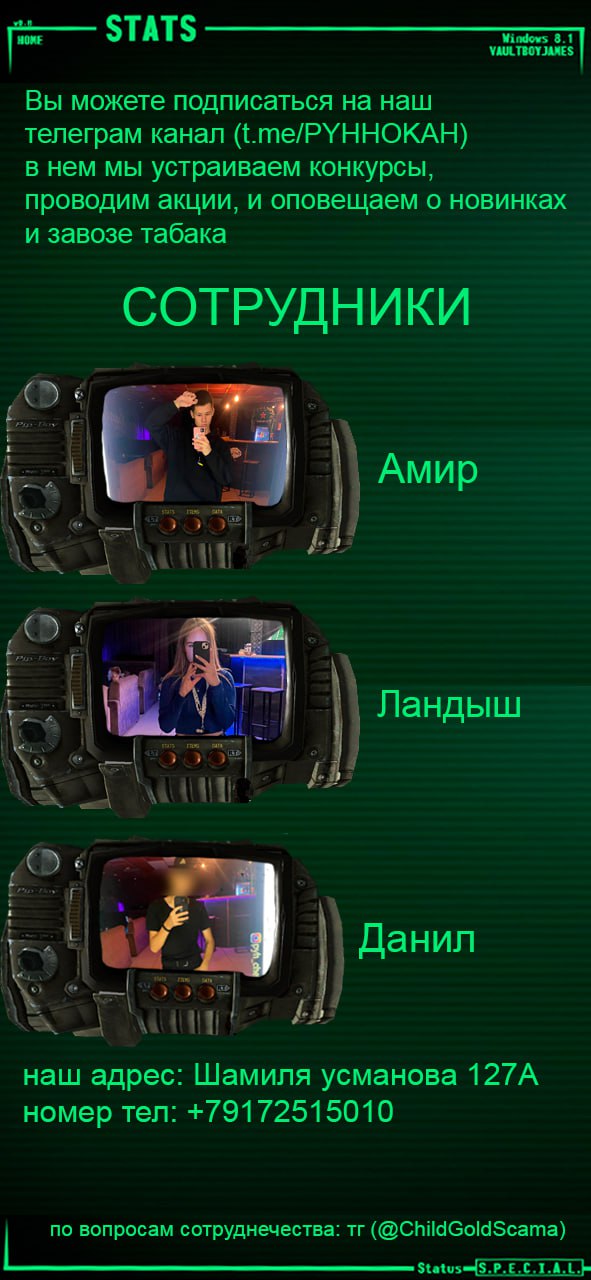 v9.0
STATS
HOME
Windows 8.1
VAULTBOYJAMES
Вы можете подписаться на наш
телеграм канал (t.me/PYHHOKAH)
в нем мы устраиваем конкурсы,
проводим акции, и оповещаем о новинках
и завозе табака
СОТРУДНИКИ
Pip-Boy
STATS ITEMS DATA
Амир
Pip-Boy
STATS ITEMS DATA
Ландыш
Pip-Boy
STATS ITEMS DATA
Данил
наш адрес: Шамиля усманова 127А
номер тел: +79172515010
по вопросам сотруднечества: тг (@ChildGoldScama)
Status
S.P.E.C.I.A.L.